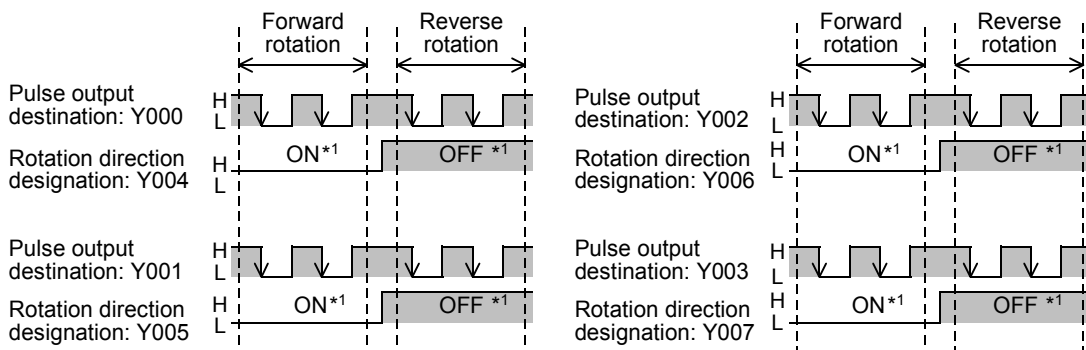 Forward
rotation
Reverse
rotation
Pulse output
destination: Y000
H
L
Rotation direction
designation: Y004
H
L
ON*1
OFF *1
Pulse output
destination: Y001
H
L
Rotation direction
designation: Y005
H
L
ON*1
OFF *1
Forward
rotation
Reverse
rotation
Pulse output
destination: Y002
H
L
Rotation direction
designation: Y006
H
L
ON*1
OFF *1
Pulse output
destination: Y003
H
L
Rotation direction
designation: Y007
H
L
ON*1
OFF *1